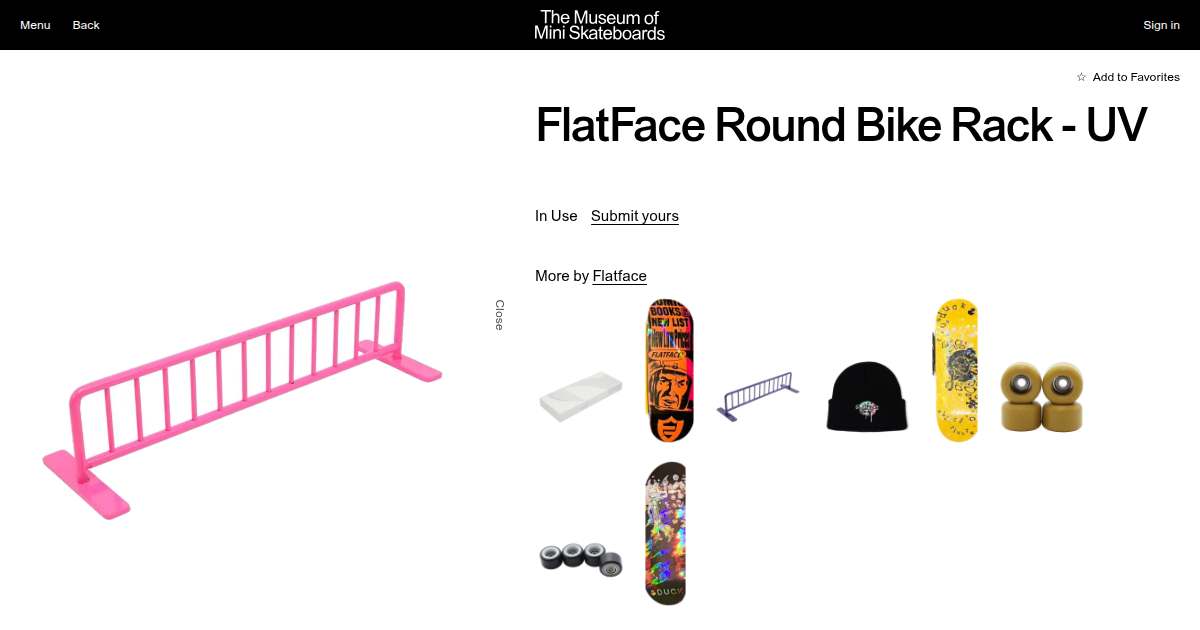 Menu
Back
The Museum of
Mini Skateboards
Sign in
☆ Add to Favorites
FlatFace Round Bike Rack - UV
In Use
Submit yours
More by Flatface
Close
BOOKS
NEW LIST
FLATFACE
DUCK